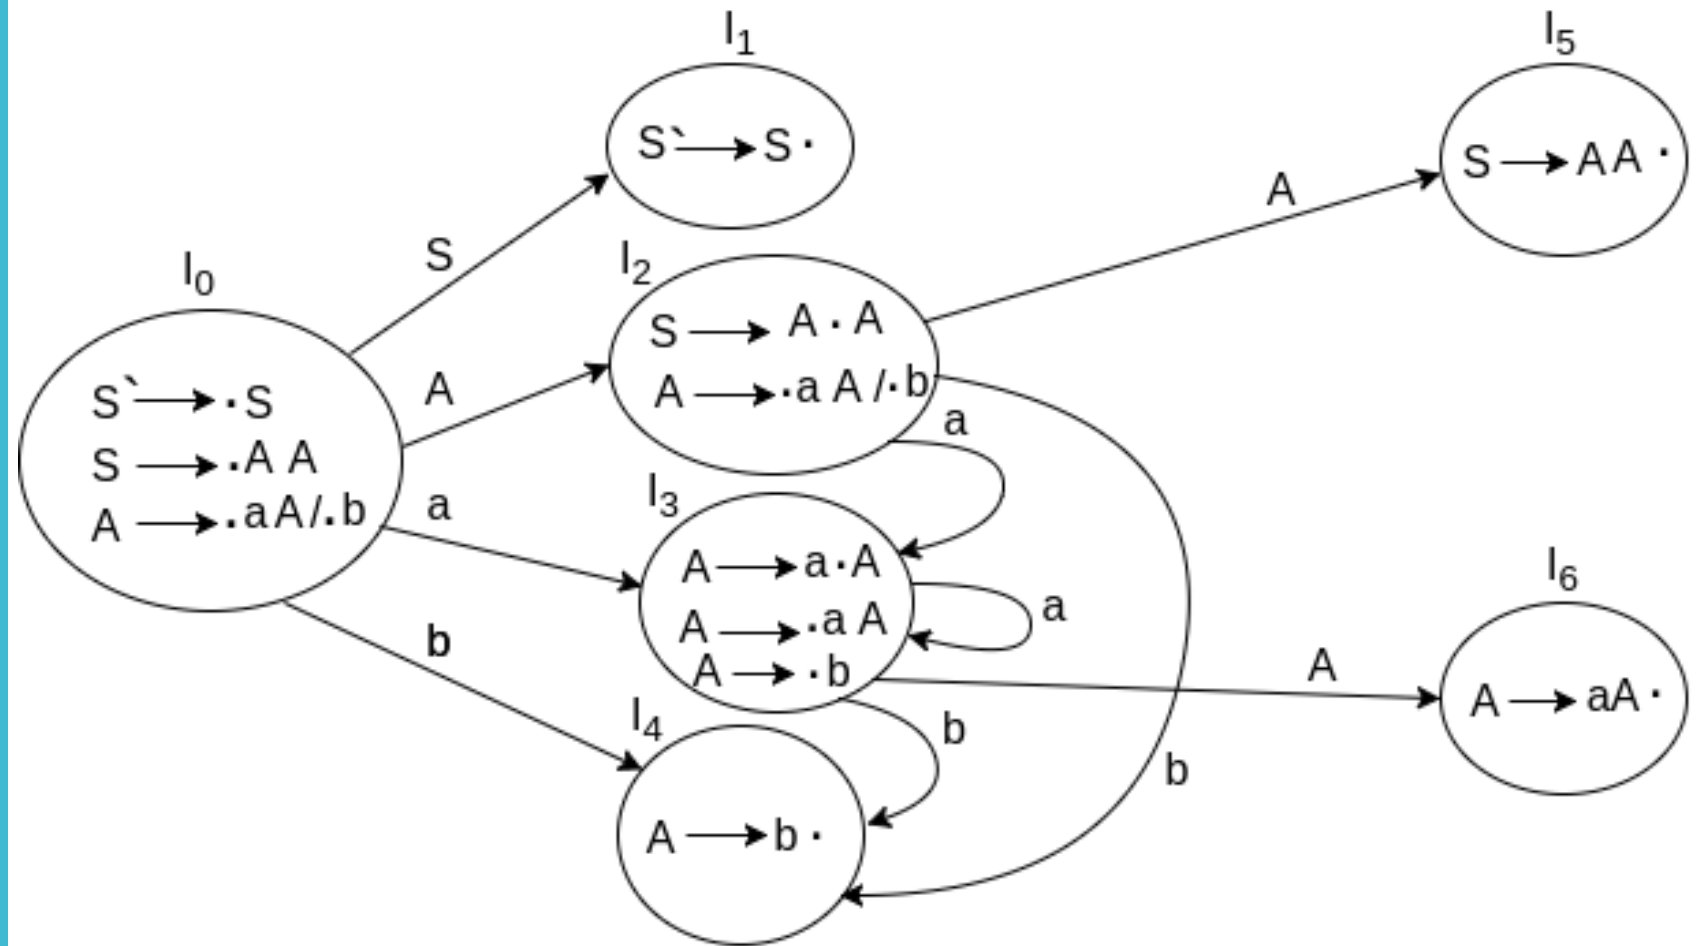 I0
S` → ·S
S → ·A A
A → ·a A /·b
S
A
a
b
I1
S` → S ·
I2
S → A · A
A → ·a A /·b
a
I3
A → a·A
A → ·a A
A → ·b
a
b
I4
A → b ·
b
A
I5
S → A A ·
A
I6
A → aA ·